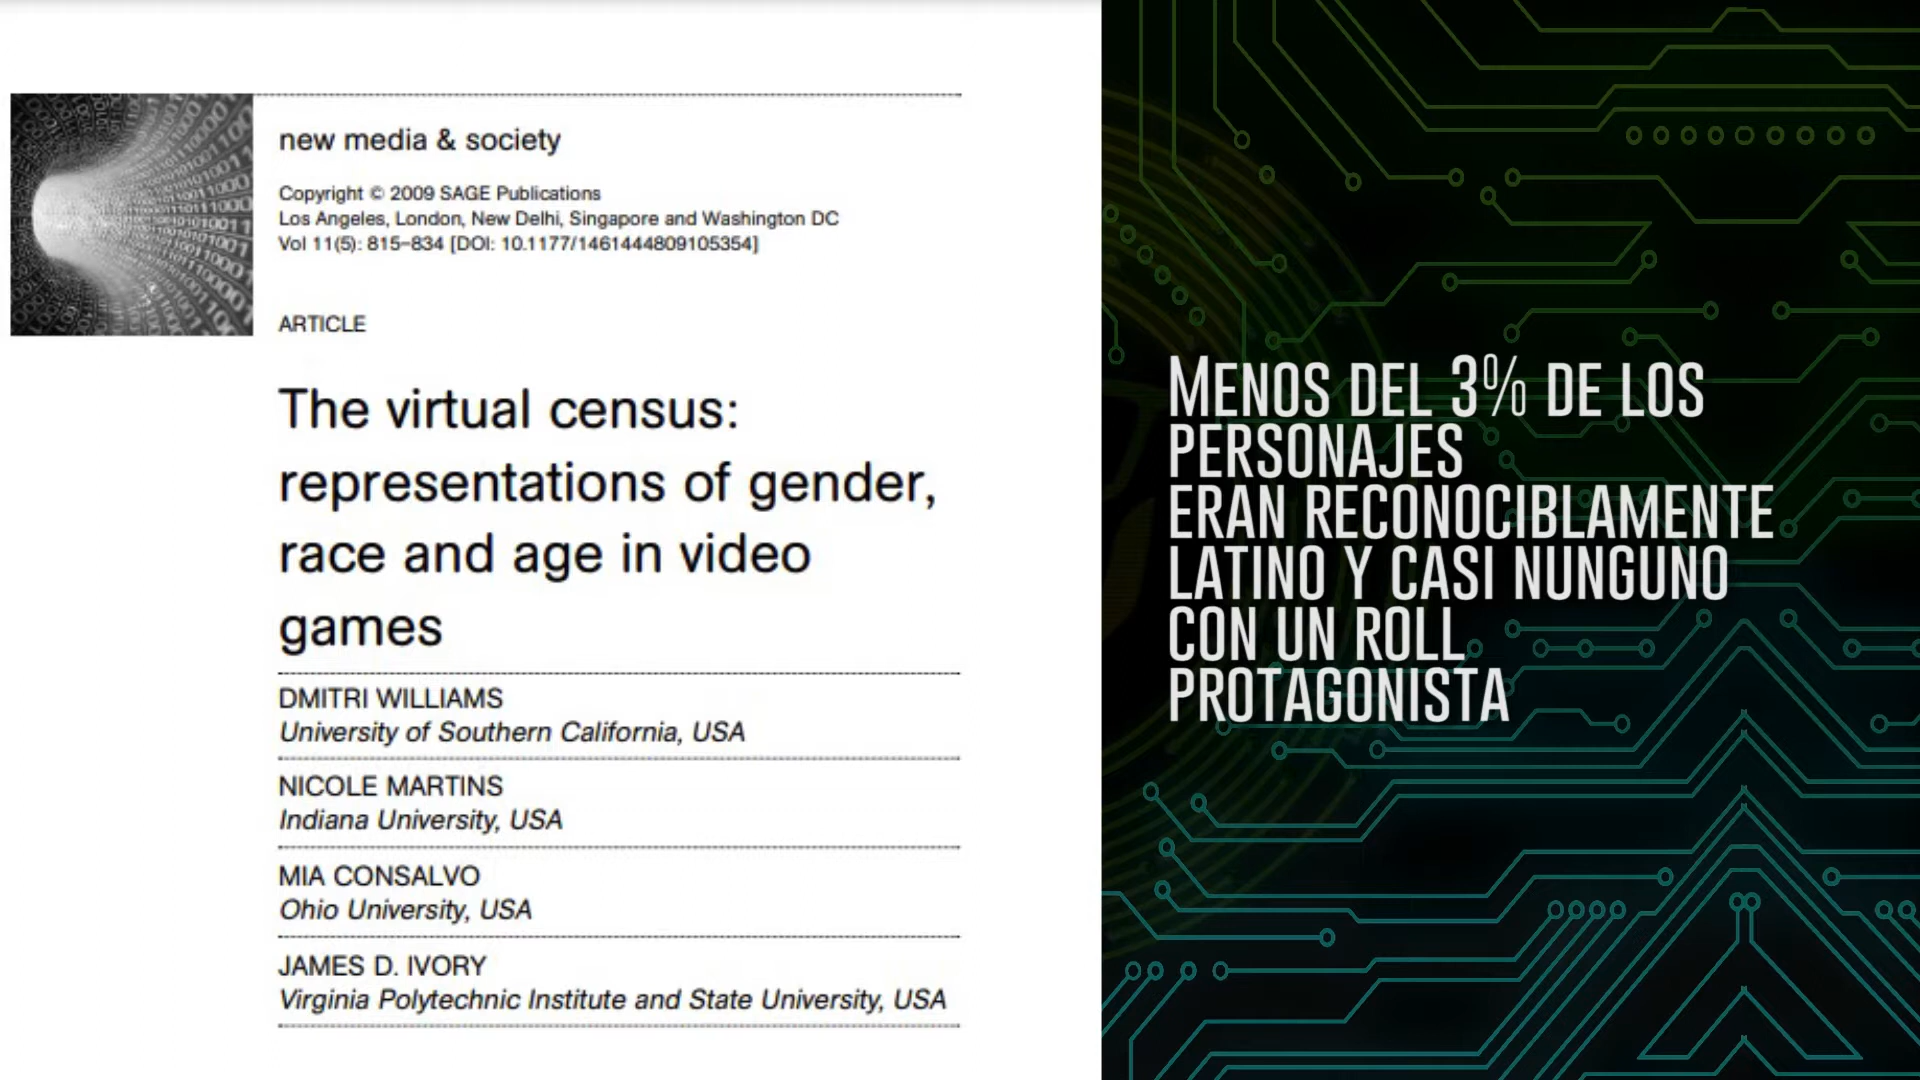 new media & society
Copyright © 2009 SAGE Publications
Los Angeles, London, New Delhi, Singapore and Washington DC
Vol 11(5): 815–834 [DOI: 10.1177/1461444809105354]
ARTICLE
The virtual census:
representations of gender,
race and age in video
games
DMITRI WILLIAMS
University of Southern California, USA
NICOLE MARTINS
Indiana University, USA
MIA CONSALVO
Ohio University, USA
JAMES D. IVORY
Virginia Polytechnic Institute and State University, USA
MENOS DEL 3% DE LOS
PERSONAJES
ERAN RECONOCIBLAMENTE
LATINO Y CASI NUNGUNO
CON UN ROLL
PROTAGONISTA